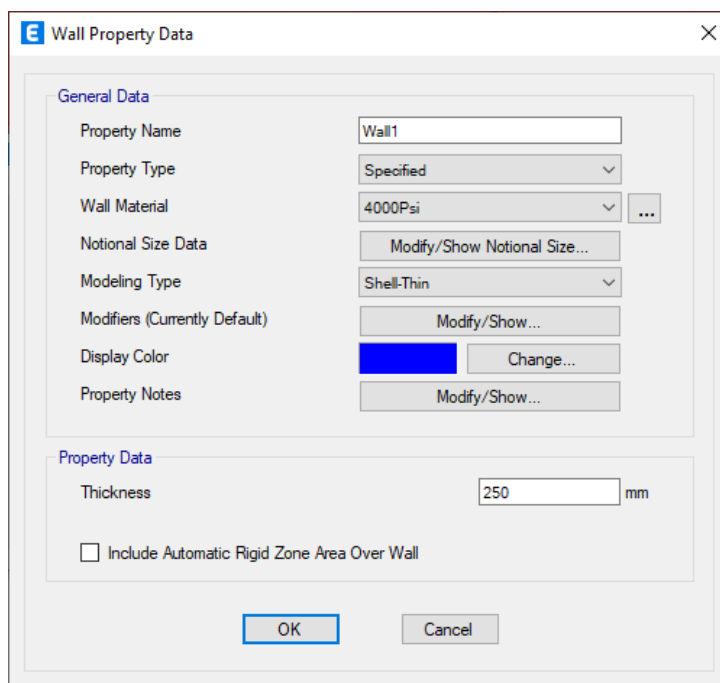 E Wall Property Data
General Data
Property Name Wall1
Property Type Specified
Wall Material 4000Psi ...
Notional Size Data Modify/Show Notional Size...
Modeling Type Shell-Thin
Modifiers (Currently Default) Modify/Show...
Display Color Change...
Property Notes Modify/Show...
Property Data
Thickness 250 mm
Include Automatic Rigid Zone Area Over Wall
OK Cancel